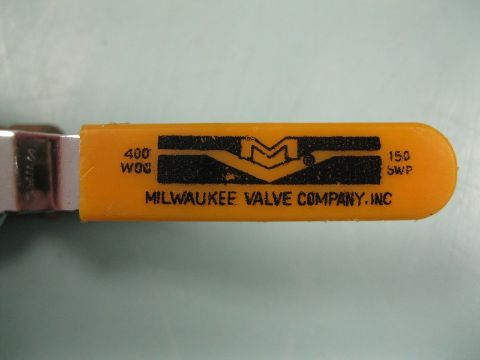 400 WOG
M ®
150 SWP
MILWAUKEE VALVE COMPANY, INC